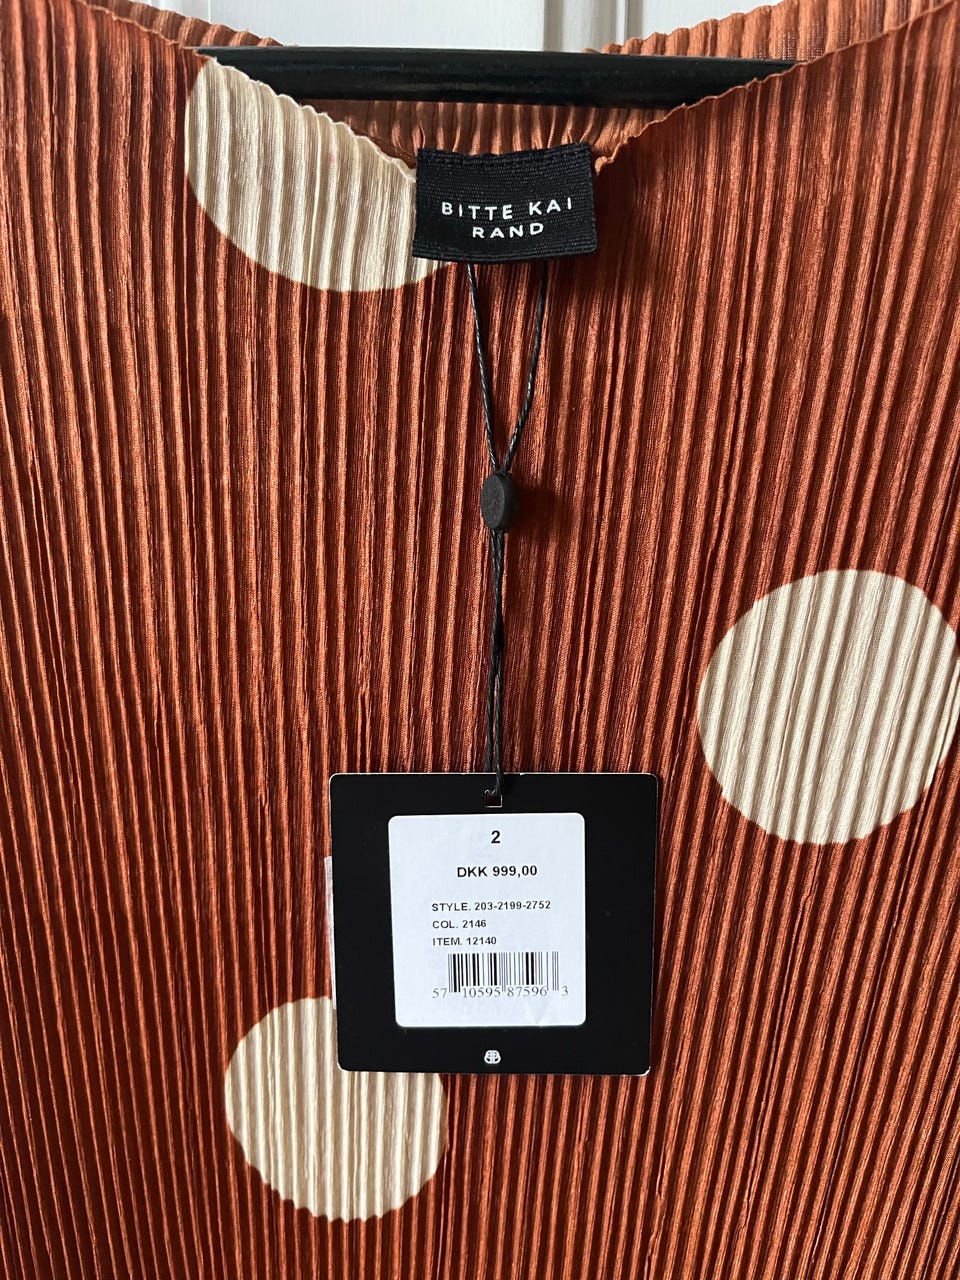 BITTE KAI
RAND
2
DKK 999,00
STYLE. 203-2199-2752
COL. 2146
ITEM. 12140
57 10595 87596 3